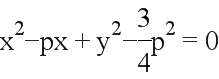 x²–px + y²–3/4p² = 0